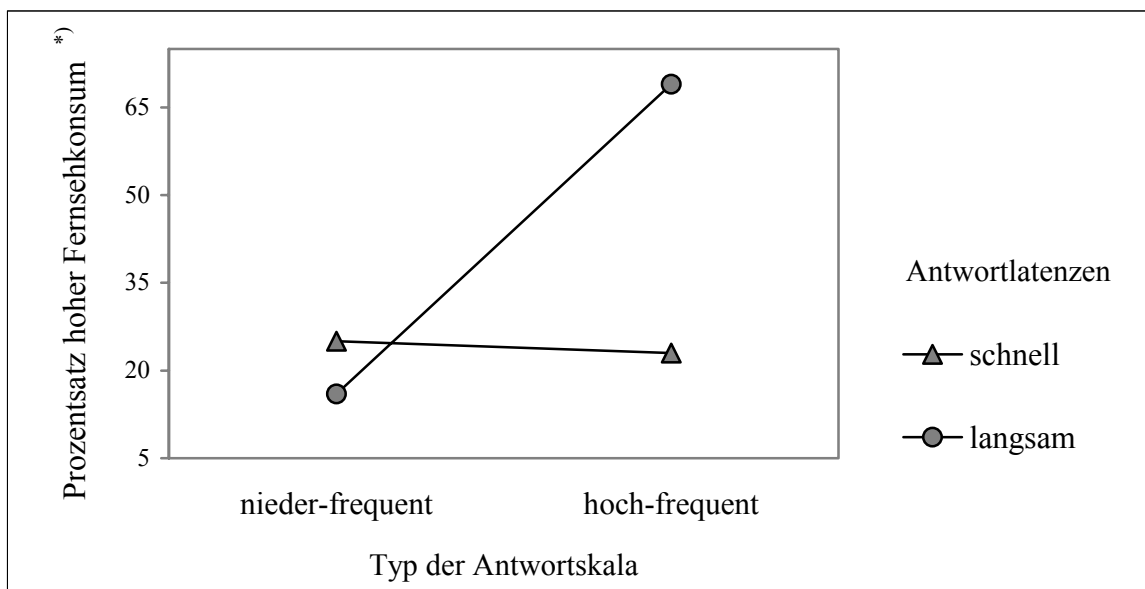 Prozentsatz hoher Fernsehkonsum *)
65
50
35
20
5
nieder-frequent hoch-frequent
Typ der Antwortskala
Antwortlatenzen
schnell
langsam